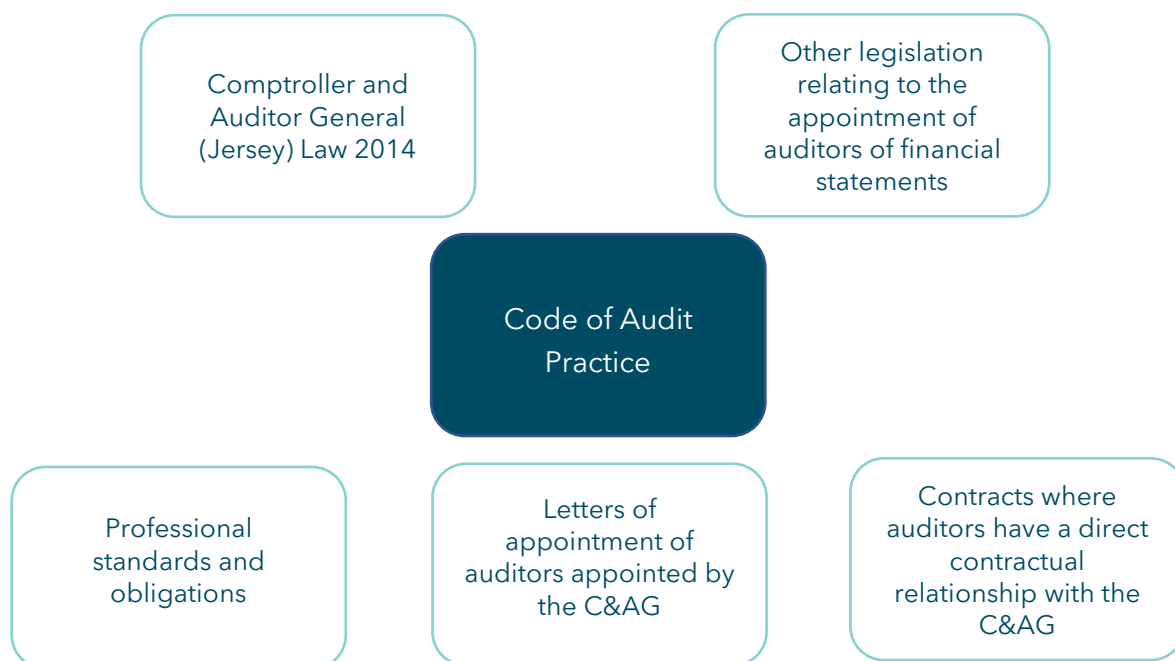 Comptroller and
Auditor General
(Jersey) Law 2014
Other legislation
relating to the
appointment of
auditors of financial
statements
Code of Audit
Practice
Professional
standards and
obligations
Letters of
appointment of
auditors appointed by
the C&AG
Contracts where
auditors have a direct
contractual
relationship with the
C&AG